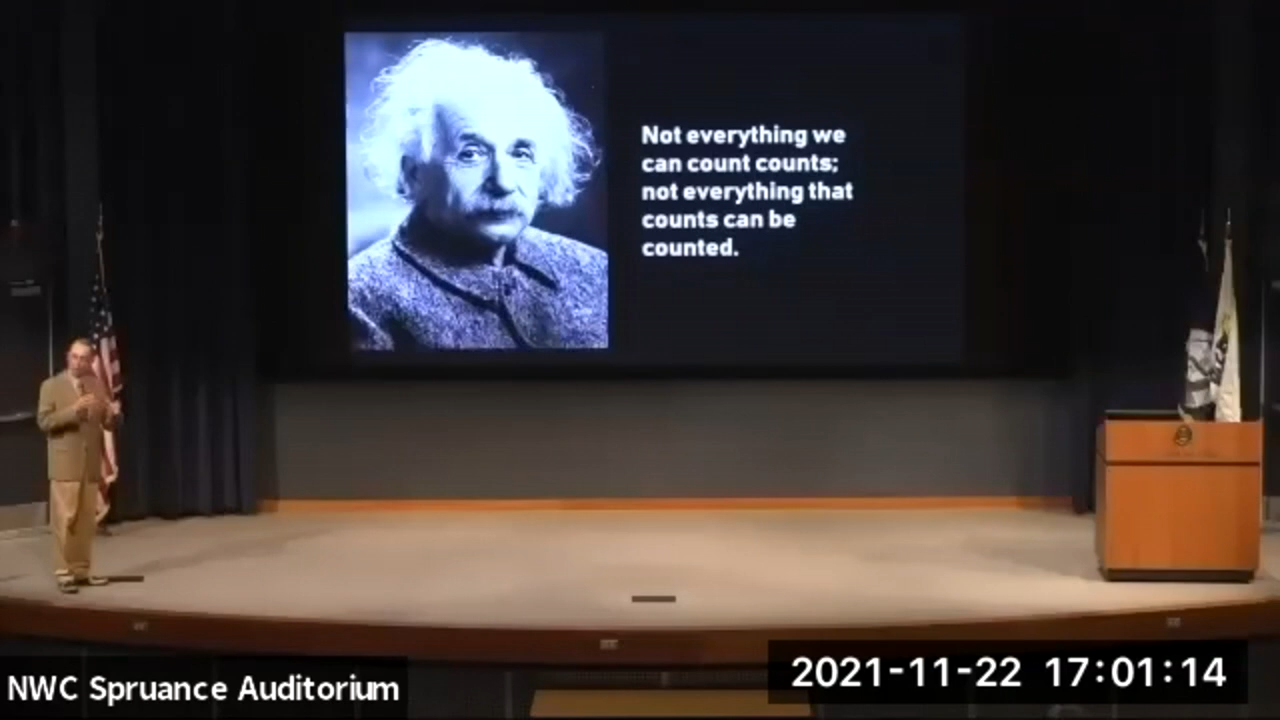 Not everything we
can count counts;
not everything that
counts can be
counted.
NWC Spruance Auditorium
2021-11-22 17:01:14